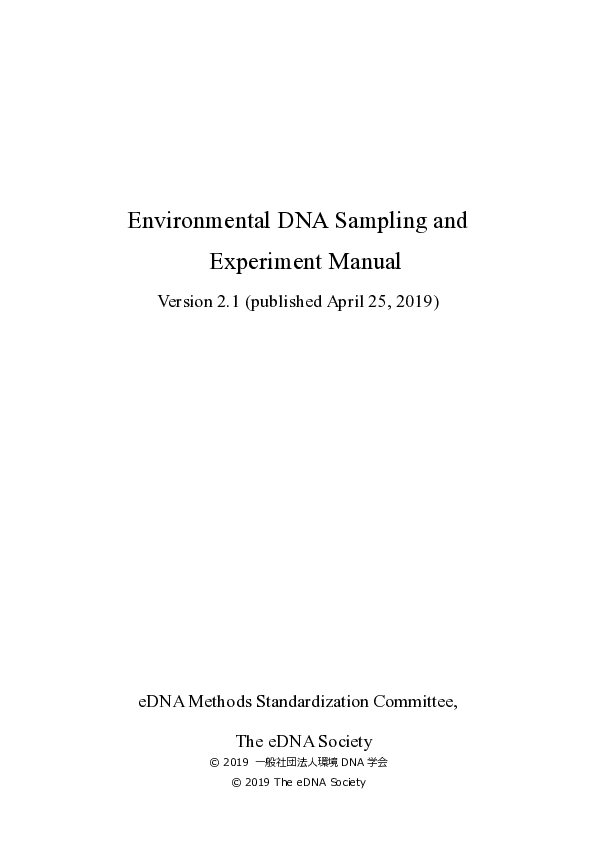 Environmental DNA Sampling and
Experiment Manual
Version 2.1 (published April 25, 2019)
eDNA Methods Standardization Committee,
The eDNA Society
© 2019 一般社団法人環境 DNA 学会
© 2019 The eDNA Society